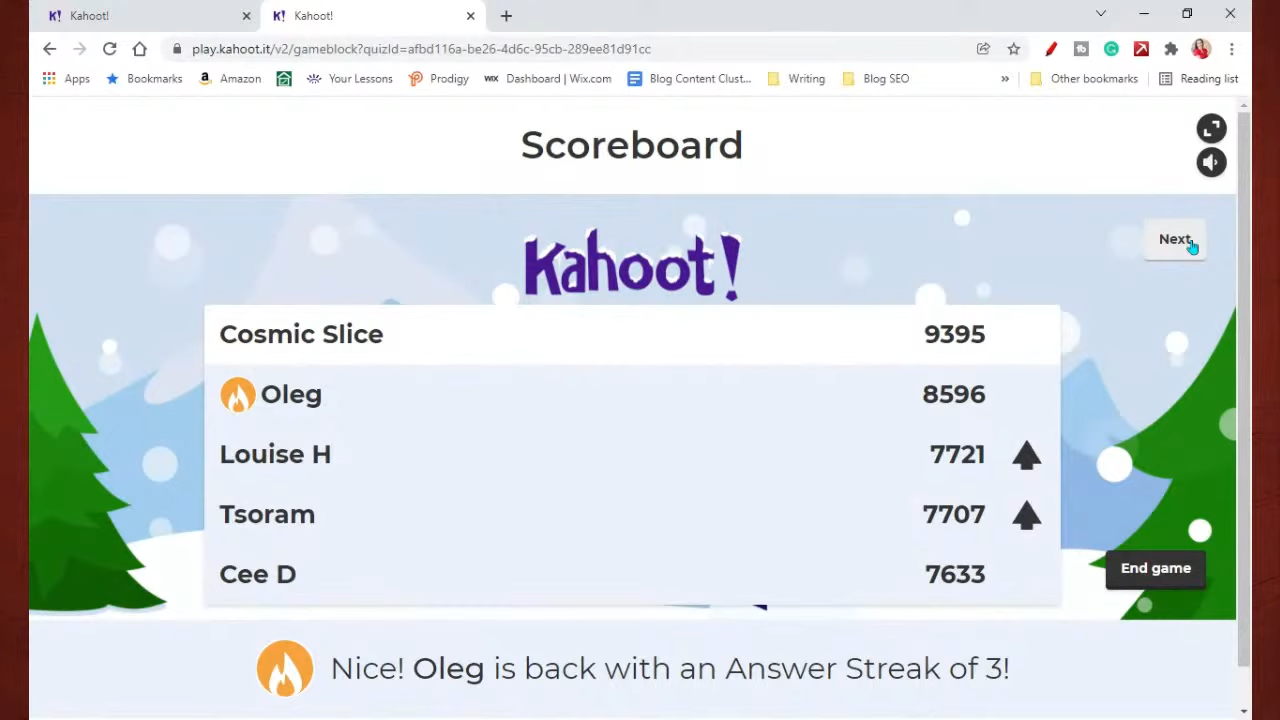 Kahoot!
Kahoot!
play.kahoot.it/v2/gameblock?quizId=afbd116a-be26-4d6c-95cb-289ee81d91cc
Apps Bookmarks Amazon Your Lessons Prodigy WIX Dashboard | Wix.com Blog Content Clust... Writing Blog SEO » Other bookmarks Reading list
Scoreboard
Next
Kahoot!
Cosmic Slice 9395
Oleg 8596
Louise H 7721
Tsoram 7707
Cee D 7633
End game
Nice! Oleg is back with an Answer Streak of 3!